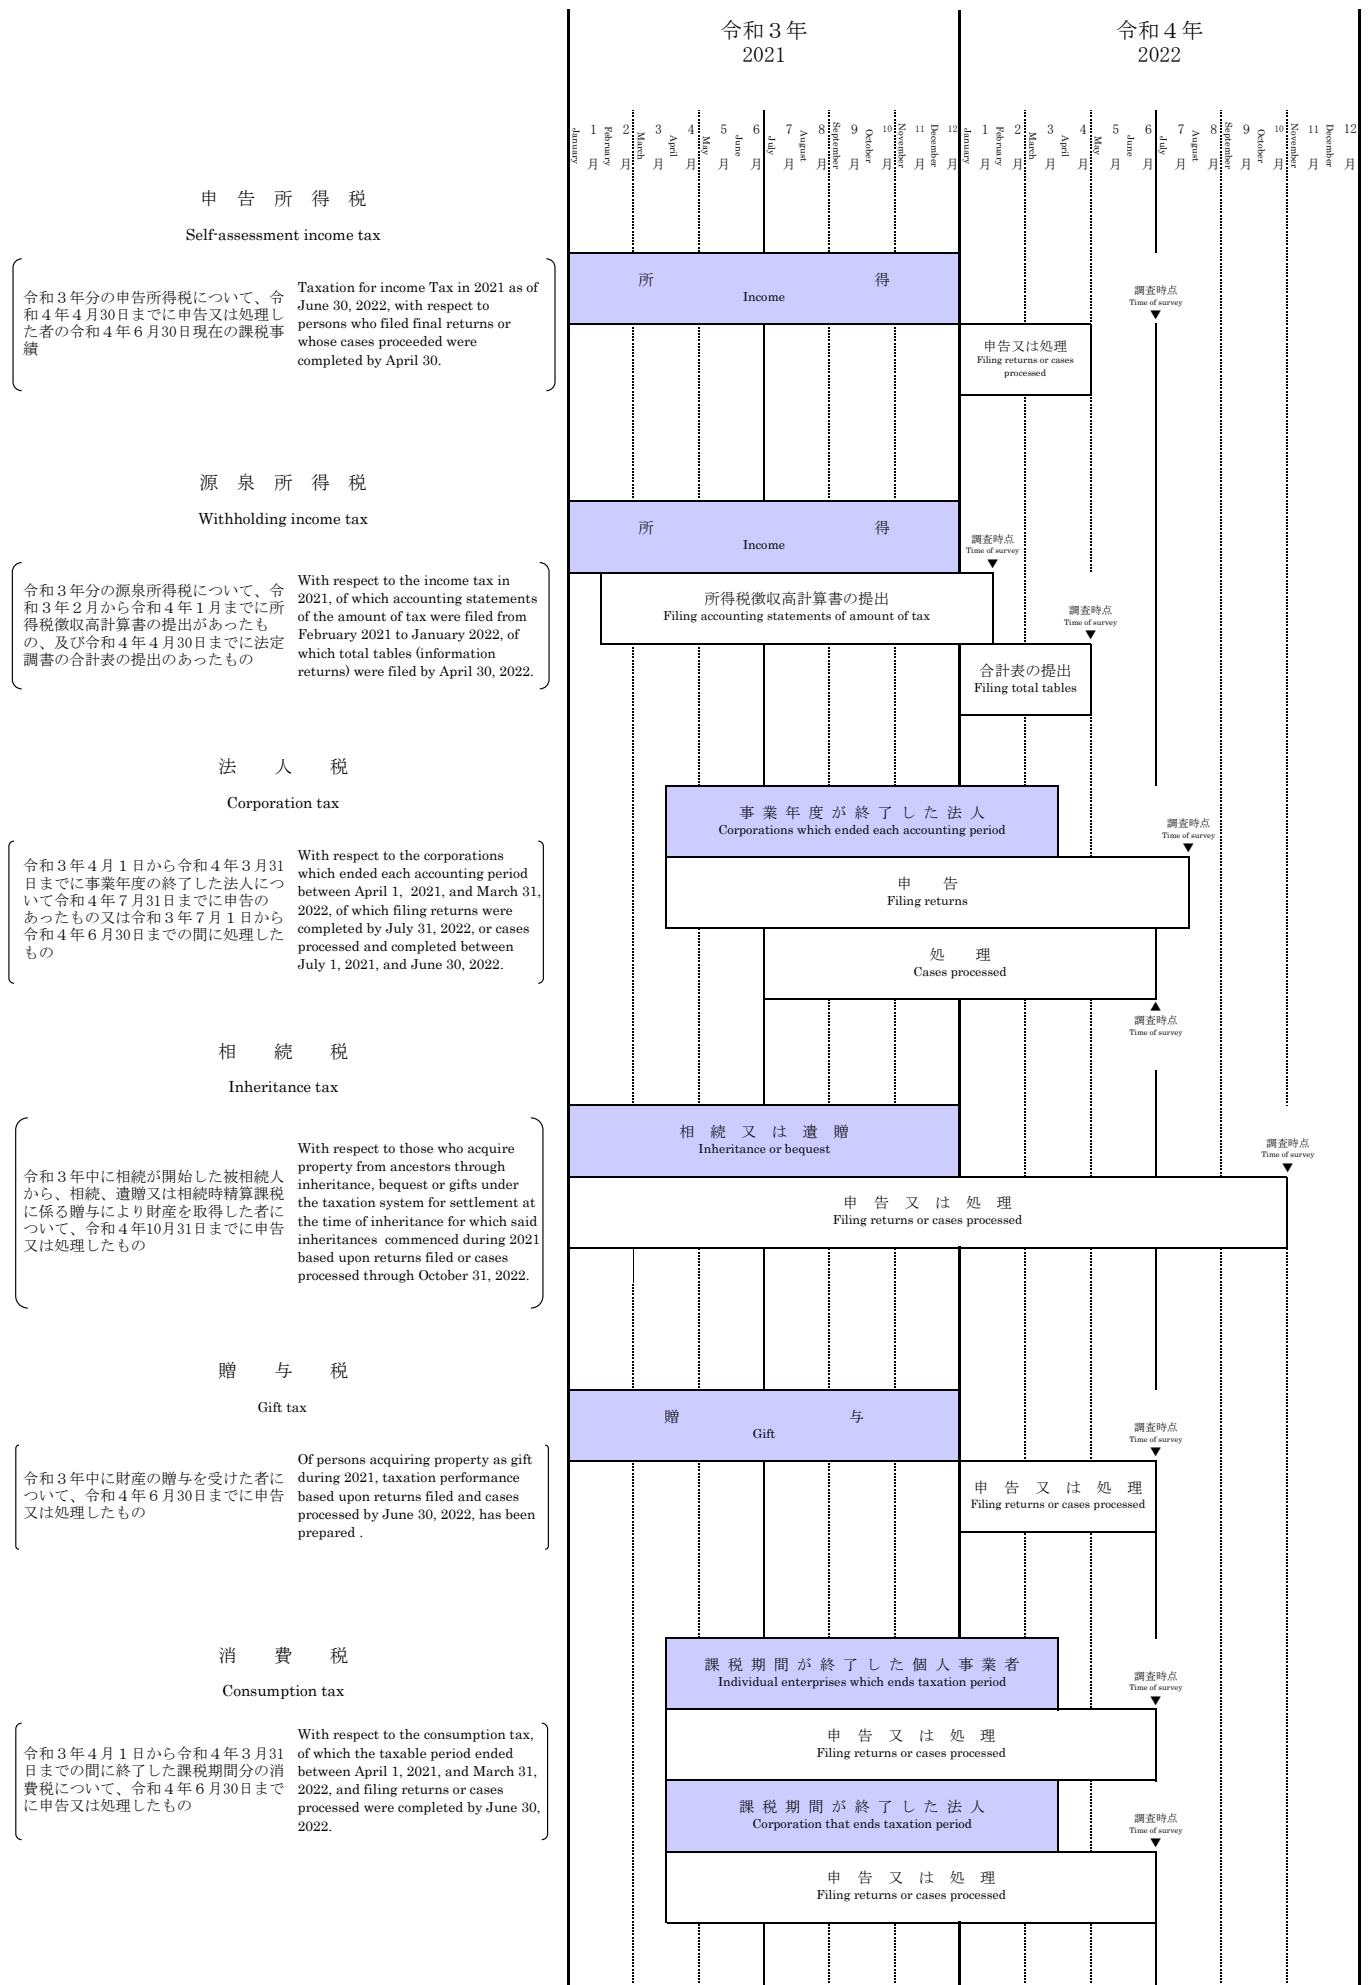 令和３年
2021
令和４年
2022
January 1月 February 2月 March 3月 April 4月 May 5月 June 6月 July 7月 August 8月 September 9月 October 10月 November 11月 December 12月
January 1月 February 2月 March 3月 April 4月 May 5月 June 6月 July 7月 August 8月 September 9月 October 10月 November 11月 December 12月
申　告　所　得　税
Self-assessment income tax
令和３年分の申告所得税について、令
和４年４月30日までに申告又は処理し
た者の令和４年６月30日現在の課税事
績
Taxation for income Tax in 2021 as of
June 30, 2022, with respect to
persons who filed final returns or
whose cases proceeded were
completed by April 30.
所　得
Income
調査時点
Time of survey
▼
申告又は処理
Filing returns or cases
processed
源　泉　所　得　税
Withholding income tax
令和３年分の源泉所得税について、令
和３年２月から令和４年１月までに所
得税徴収高計算書の提出があったも
の、及び令和４年４月30日までに法定
調書の合計表の提出のあったもの
With respect to the income tax in
2021, of which accounting statements
of the amount of tax were filed from
February 2021 to January 2022, of
which total tables (information
returns) were filed by April 30, 2022.
所　得
Income
調査時点
Time of survey
▼
所得税徴収高計算書の提出
Filing accounting statements of amount of tax
調査時点
Time of survey
▼
合計表の提出
Filing total tables
法　人　税
Corporation tax
令和３年４月１日から令和４年３月31
日までに事業年度の終了した法人につ
いて令和４年７月31日までに申告の
あったもの又は令和３年７月１日から
令和４年６月30日までの間に処理した
もの
With respect to the corporations
which ended each accounting period
between April 1, 2021, and March 31,
2022, of which filing returns were
completed by July 31, 2022, or cases
processed and completed between
July 1, 2021, and June 30, 2022.
事業年度が終了した法人
Corporations which ended each accounting period
調査時点
Time of survey
▼
申　告
Filing returns
処　理
Cases processed
▲
調査時点
Time of survey
相　続　税
Inheritance tax
令和３年中に相続が開始した被相続人
から、相続、遺贈又は相続時精算課税
に係る贈与により財産を取得した者に
ついて、令和４年10月31日までに申告
又は処理したもの
With respect to those who acquire
property from ancestors through
inheritance, bequest or gifts under
the taxation system for settlement at
the time of inheritance for which said
inheritances commenced during 2021
based upon returns filed or cases
processed through October 31, 2022.
相続又は遺贈
Inheritance or bequest
調査時点
Time of survey
▼
申告又は処理
Filing returns or cases processed
贈　与　税
Gift tax
令和３年中に財産の贈与を受けた者に
ついて、令和４年６月30日までに申告
又は処理したもの
Of persons acquiring property as gift
during 2021, taxation performance
based upon returns filed and cases
processed by June 30, 2022, has been
prepared .
贈　与
Gift
調査時点
Time of survey
▼
申告又は処理
Filing returns or cases processed
消　費　税
Consumption tax
令和３年４月１日から令和４年３月31
日までの間に終了した課税期間分の消
費税について、令和４年６月30日まで
に申告又は処理したもの
With respect to the consumption tax,
of which the taxable period ended
between April 1, 2021, and March 31,
2022, and filing returns or cases
processed were completed by June 30,
2022.
課税期間が終了した個人事業者
Individual enterprises which ends taxation period
調査時点
Time of survey
▼
申告又は処理
Filing returns or cases processed
課税期間が終了した法人
Corporation that ends taxation period
調査時点
Time of survey
▼
申告又は処理
Filing returns or cases processed